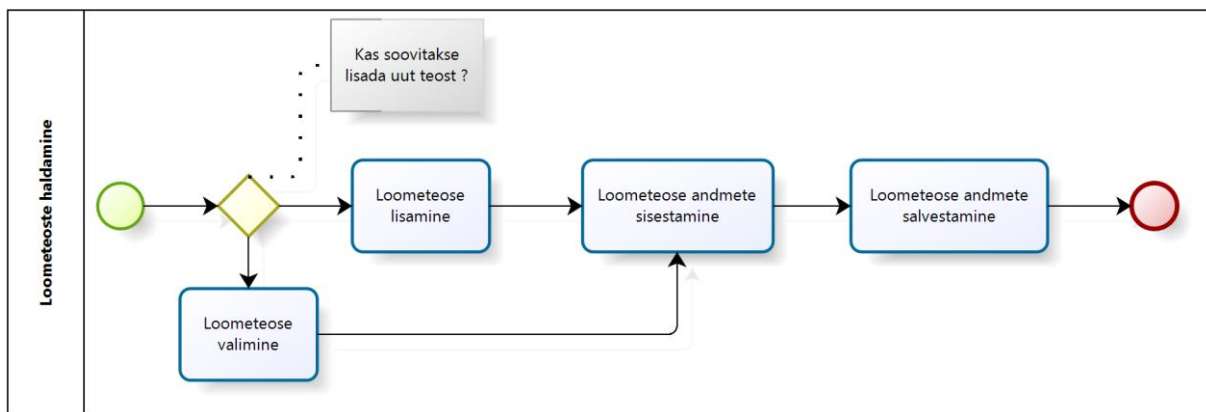 Loometeoste haldamine
Kas soovitakse
lisada uut teost ?
Loometeose
lisamine
Loometeose andmete
sisestamine
Loometeose andmete
salvestamine
Loometeose
valimine